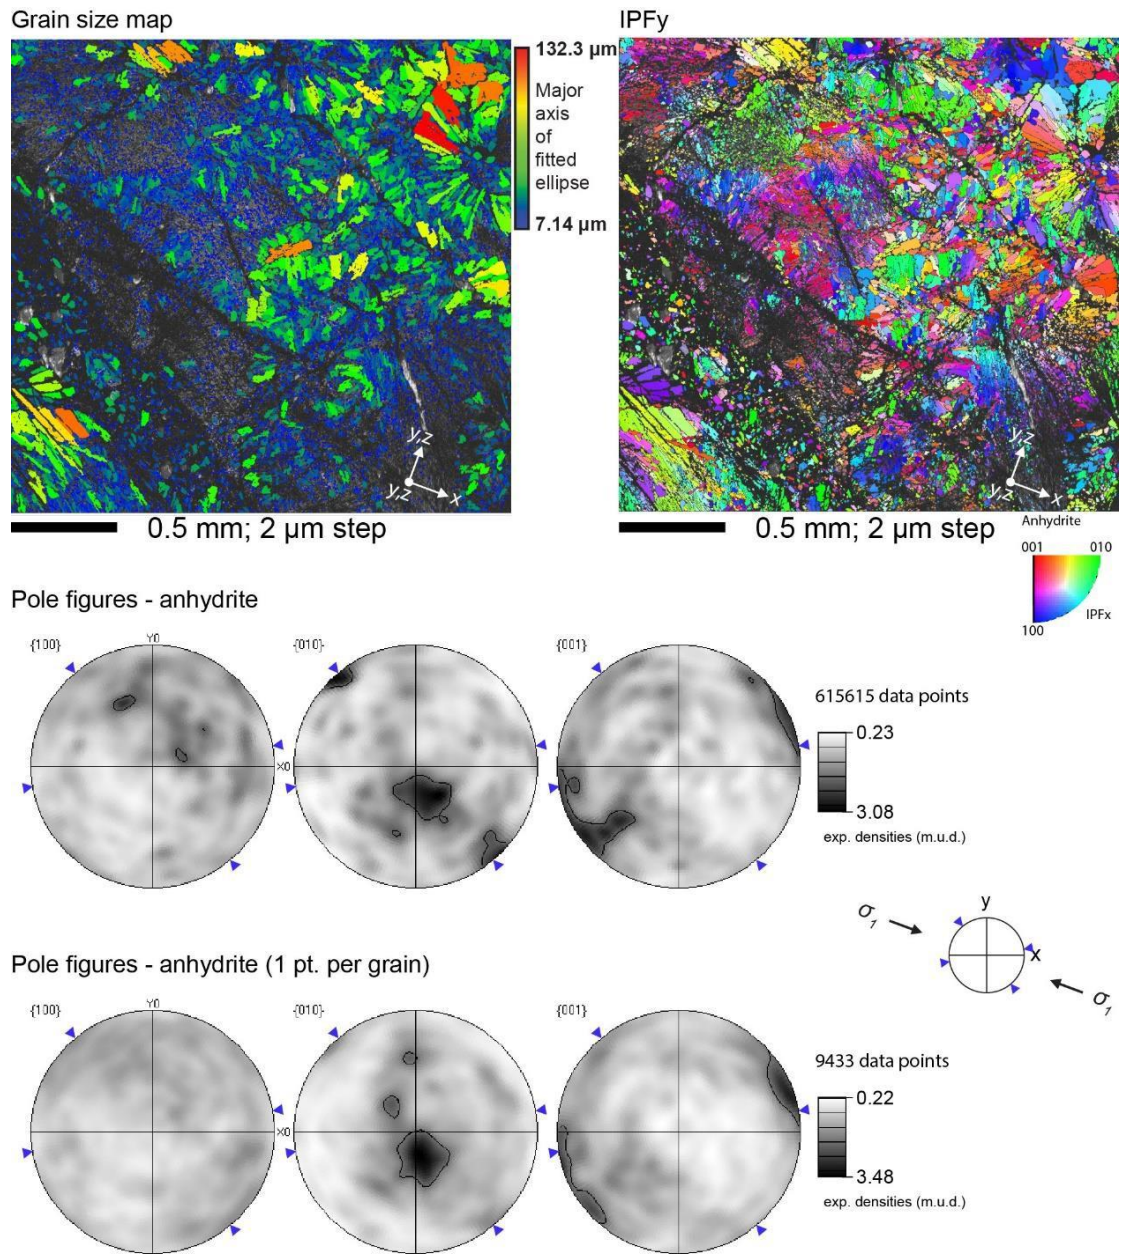 Grain size map
IPFy
132.3 µm
Major
axis
of
fitted
ellipse
7.14 µm
y,z
y,z
x
y,z
y,z
x
0.5 mm; 2 µm step
0.5 mm; 2 µm step
Anhydrite
001
010
100
IPFx
Pole figures - anhydrite
{100}
Y0
X0
{010}
{001}
615615 data points
0.23
3.08
exp. densities (m.u.d.)
σ1
y
x
σ1
Pole figures - anhydrite (1 pt. per grain)
{100}
Y0
X0
{010}
{001}
9433 data points
0.22
3.48
exp. densities (m.u.d.)